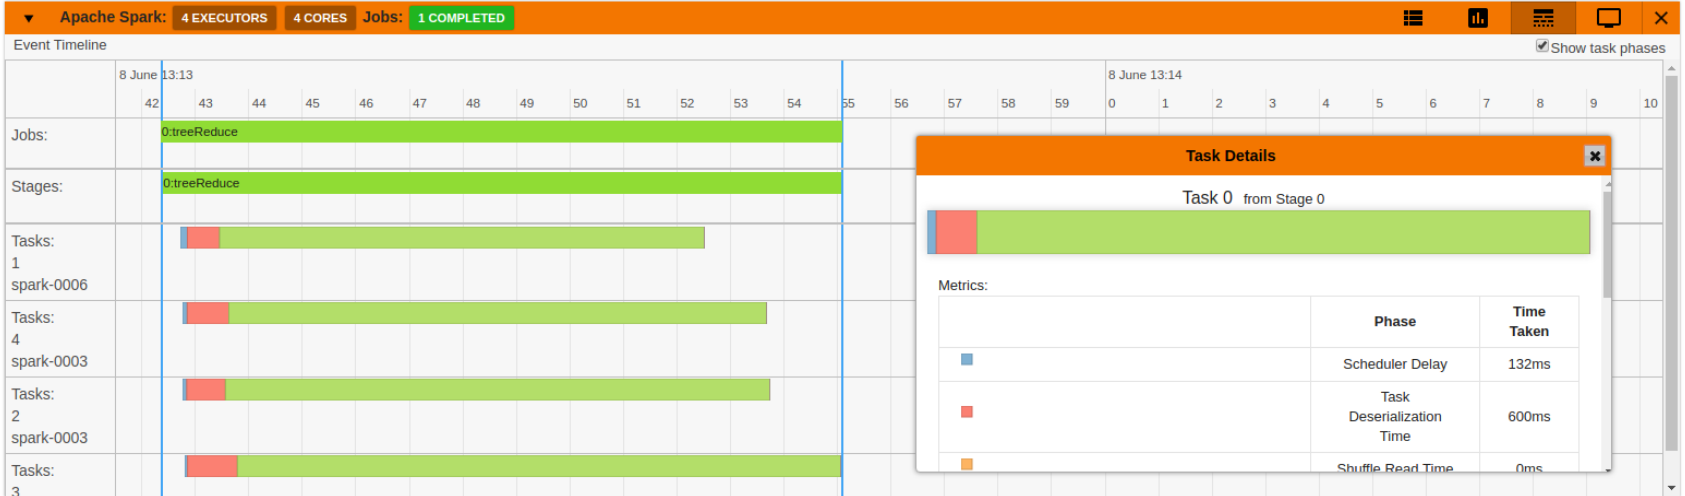 ▼ Apache Spark: 4 EXECUTORS 4 CORES Jobs: 1 COMPLETED
Event Timeline
Show task phases
8 June 13:13
8 June 13:14
42 43 44 45 46 47 48 49 50 51 52 53 54 55 56 57 58 59 0 1 2 3 4 5 6 7 8 9 10
Jobs:
0:treeReduce
Stages:
0:treeReduce
Tasks:
1
spark-0006
Tasks:
4
spark-0003
Tasks:
2
spark-0003
Tasks:
3
Task Details
Task 0 from Stage 0
Metrics:
Phase
Time
Taken
Scheduler Delay
132ms
Task
Deserialization
Time
600ms
Shuffle Read Time
0ms